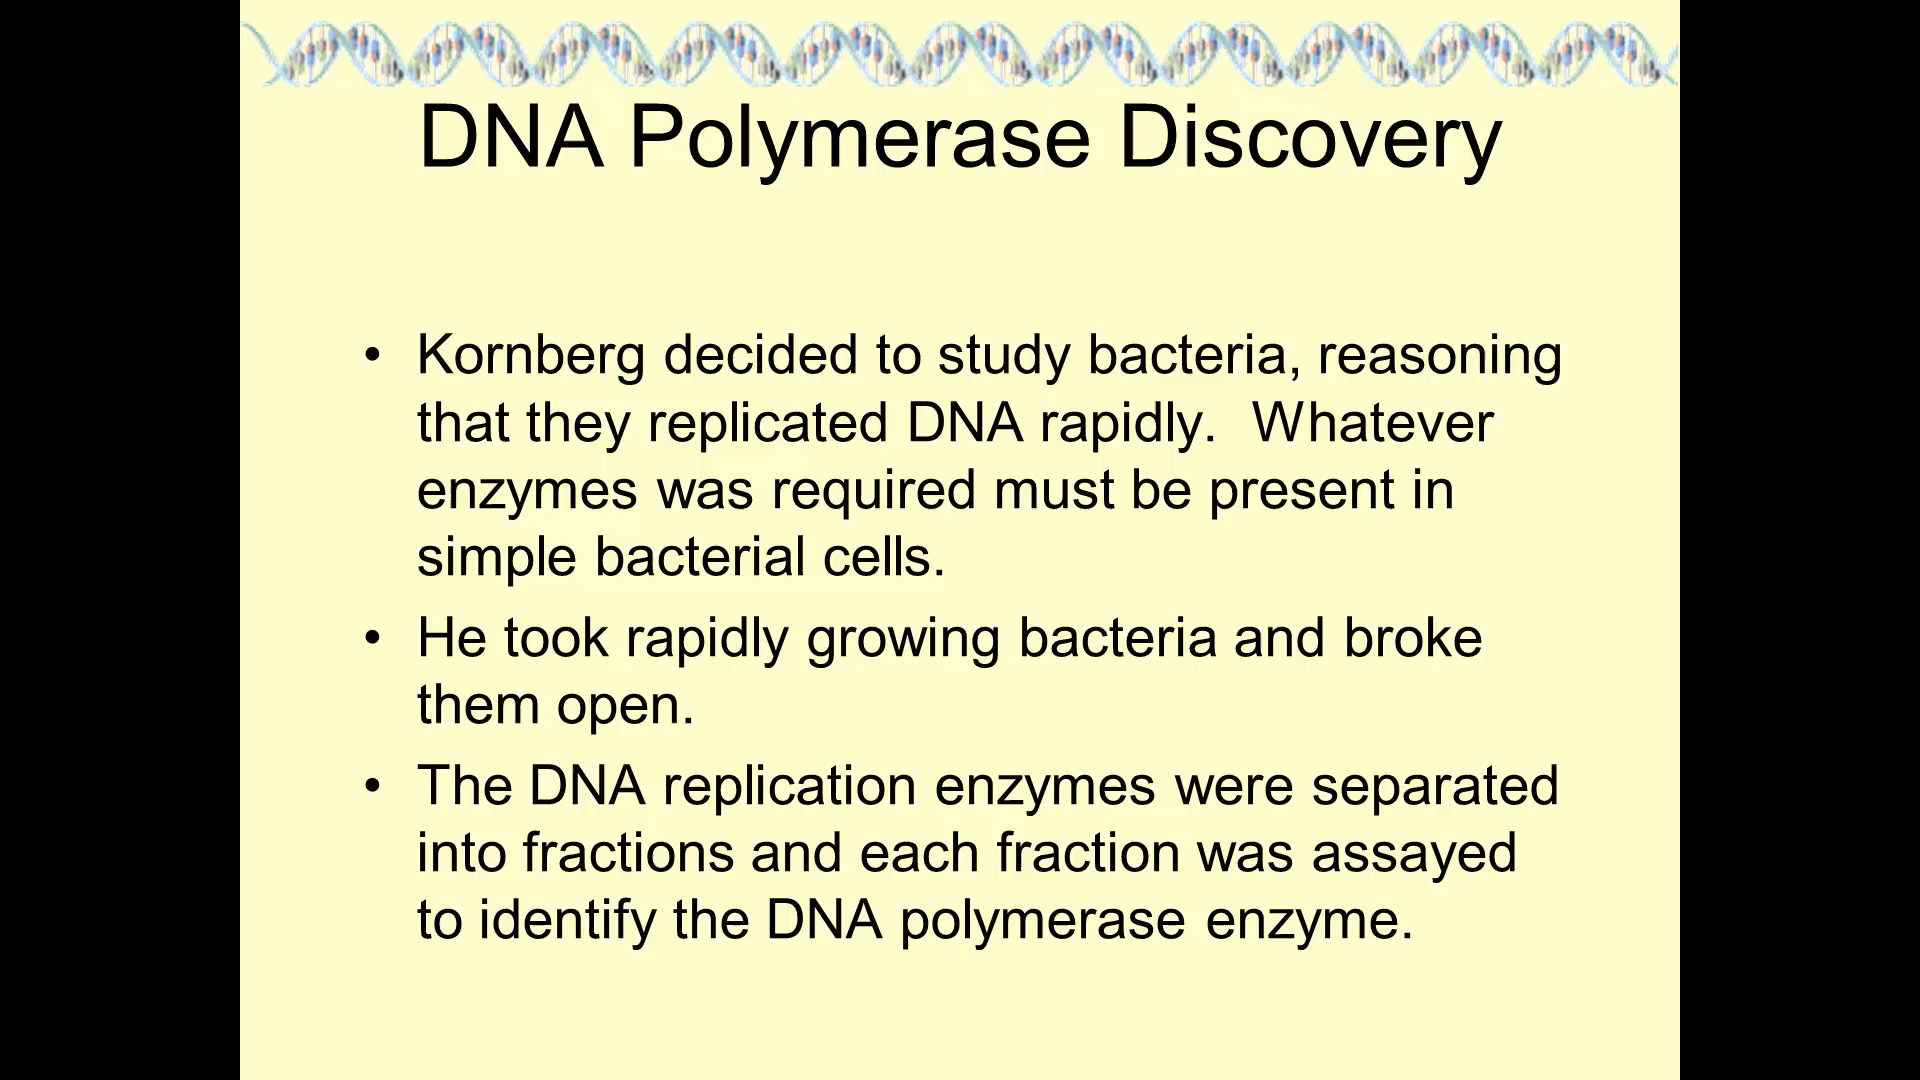 DNA Polymerase Discovery
• Kornberg decided to study bacteria, reasoning
that they replicated DNA rapidly.  Whatever
enzymes was required must be present in
simple bacterial cells.
• He took rapidly growing bacteria and broke
them open.
• The DNA replication enzymes were separated
into fractions and each fraction was assayed
to identify the DNA polymerase enzyme.